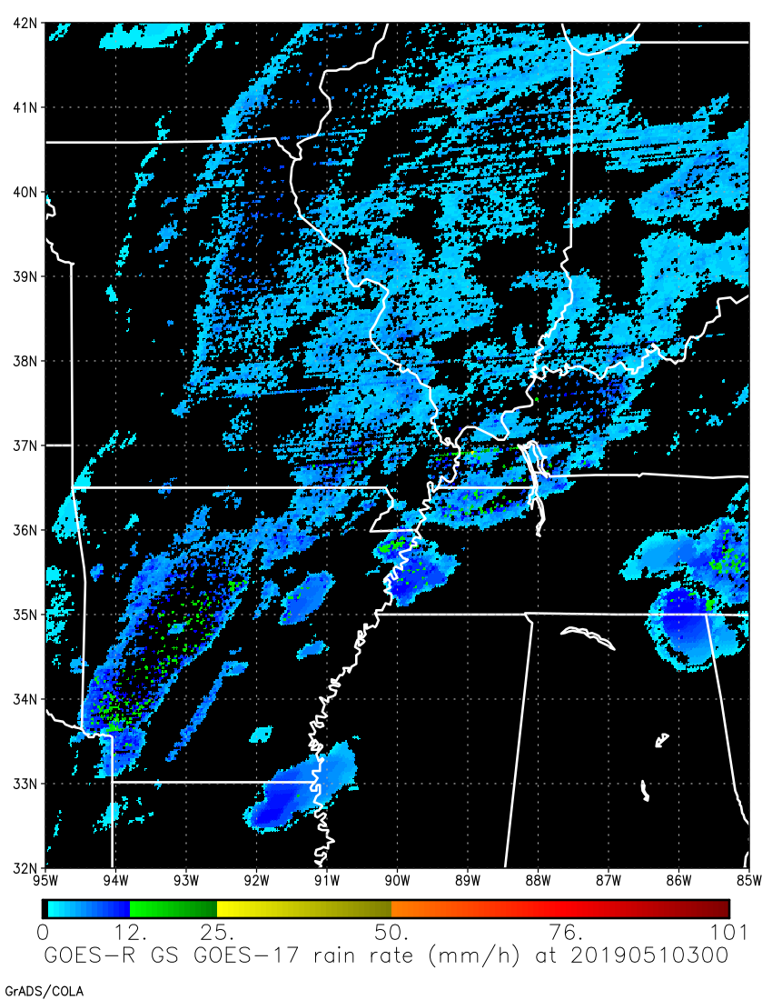 42N
41N
40N
39N
38N
37N
36N
35N
34N
33N
32N
95W 94W 93W 92W 91W 90W 89W 88W 87W 86W 85W
0 12. 25. 50. 76. 101
GOES-R GS GOES-17 rain rate (mm/h) at 20190510300
GrADS/COLA